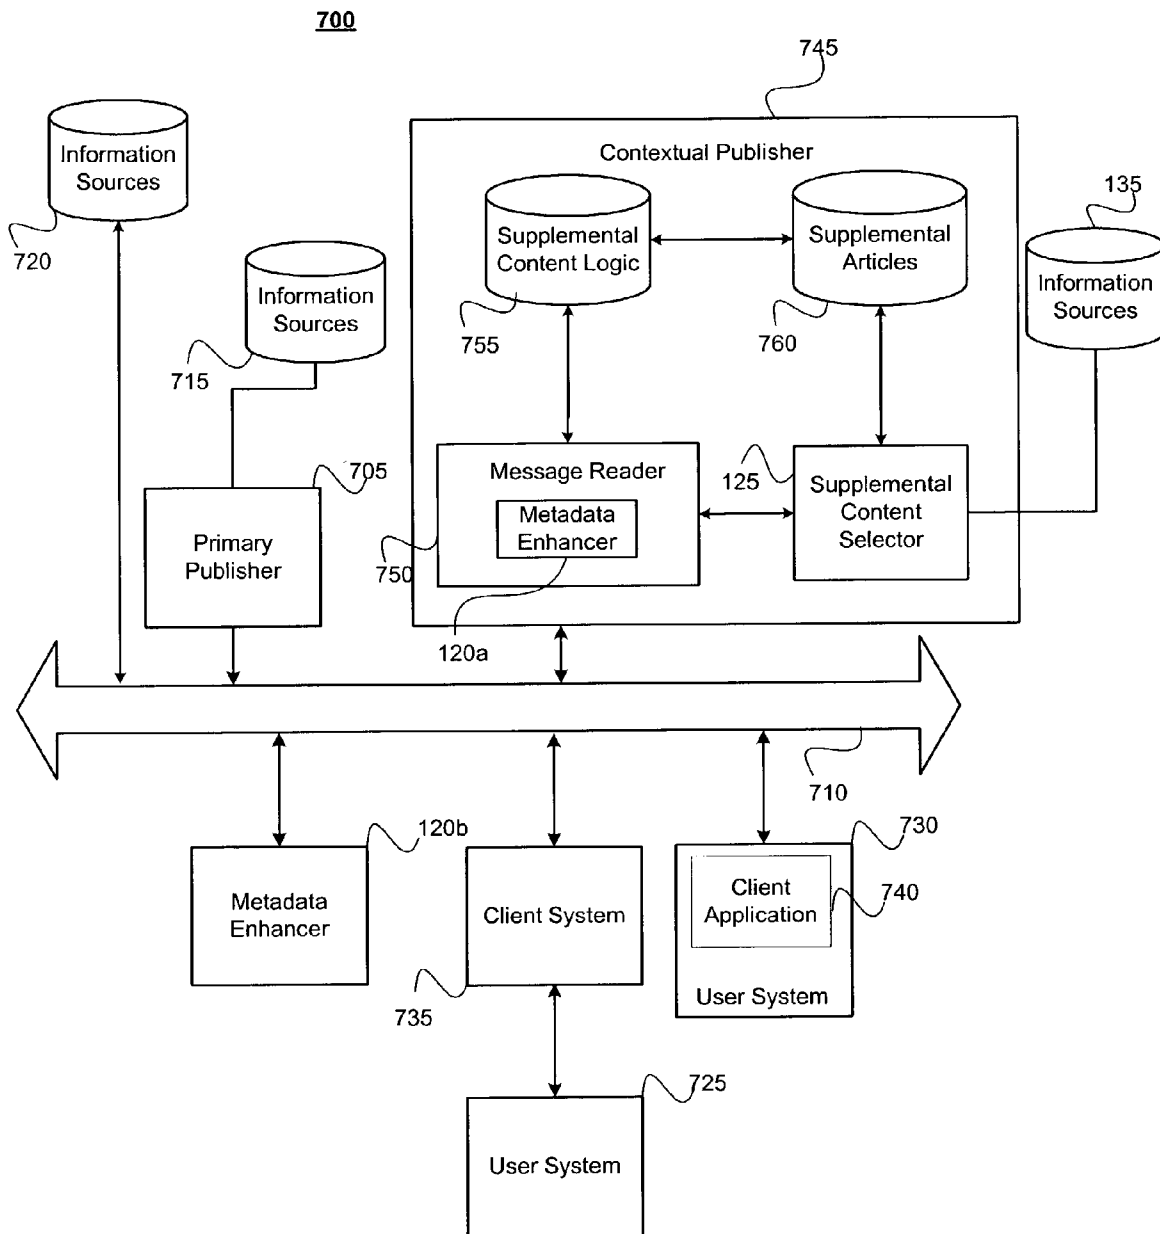 700
745
Information
Sources
720
Contextual Publisher
135
Supplemental
Content Logic
755
Supplemental
Articles
760
Information
Sources
Information
Sources
715
705
Primary
Publisher
Message Reader
Metadata
Enhancer
750
120a
125
Supplemental
Content
Selector
710
120b
Metadata
Enhancer
Client System
735
730
Client
Application
740
User System
725
User System